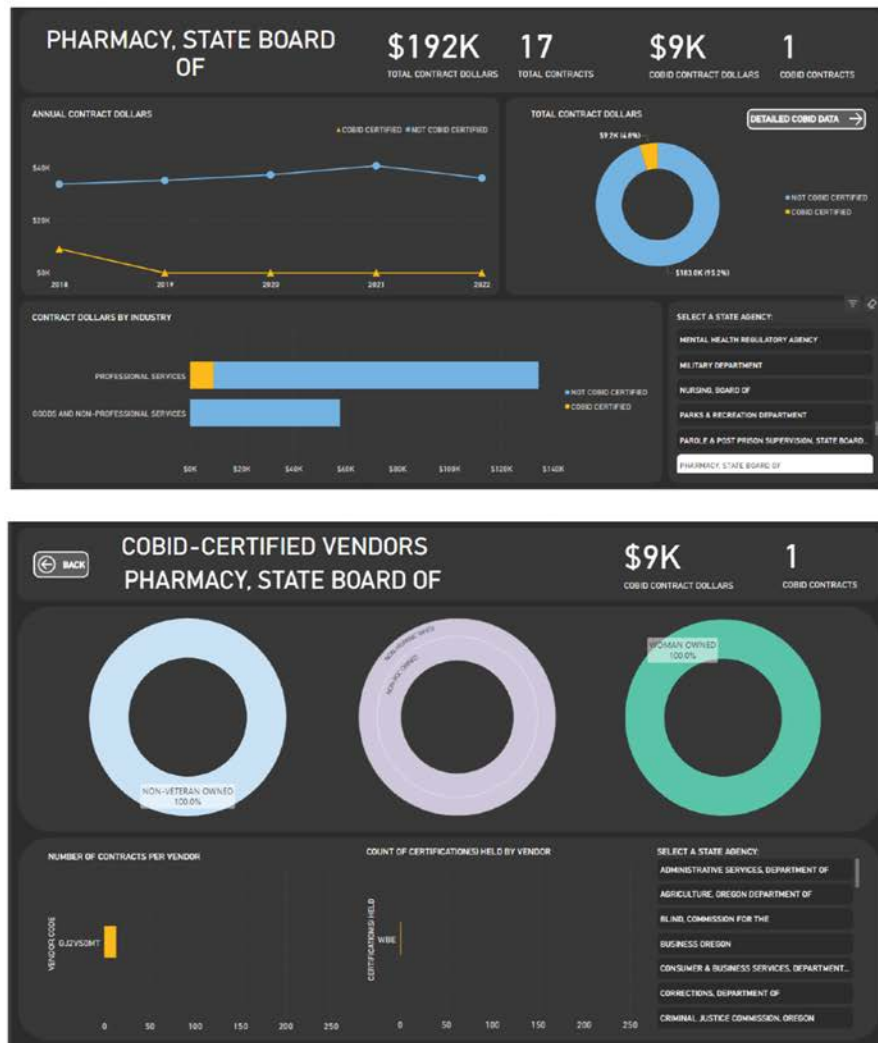 PHARMACY, STATE BOARD
OF
$192K
TOTAL CONTRACT DOLLARS
17
TOTAL CONTRACTS
$9K
COBID CONTRACT DOLLARS
1
COBID CONTRACTS
ANNUAL CONTRACT DOLLARS
COBID CERTIFIED NOT COBID CERTIFIED
$40K
$20K
$0K
2018 2019 2020 2021 2022
TOTAL CONTRACT DOLLARS
DETAILED COBID DATA
$9.2K (4.8%)
NOT COBID CERTIFIED
COBID CERTIFIED
$183.0K (95.2%)
CONTRACT DOLLARS BY INDUSTRY
PROFESSIONAL SERVICES
GOODS AND NON-PROFESSIONAL SERVICES
NOT COBID CERTIFIED
COBID CERTIFIED
$0K $20K $40K $60K $80K $100K $120K $140K
SELECT A STATE AGENCY:
MENTAL HEALTH REGULATORY AGENCY
MILITARY DEPARTMENT
NURSING, BOARD OF
PARKS & RECREATION DEPARTMENT
PAROLE & POST PRISON SUPERVISION, STATE BOARD...
PHARMACY, STATE BOARD OF
BACK
COBID-CERTIFIED VENDORS
PHARMACY, STATE BOARD OF
$9K
COBID CONTRACT DOLLARS
1
COBID CONTRACTS
NON-VETERAN OWNED
100.0%
WOMAN OWNED
100.0%
NUMBER OF CONTRACTS PER VENDOR
VENDOR CODE
0 50 100 150 200 250
COUNT OF CERTIFICATION(S) HELD BY VENDOR
CERTIFICATION(S) HELD
WBE
0 50 100 150 200 250
SELECT A STATE AGENCY:
ADMINISTRATIVE SERVICES, DEPARTMENT OF
AGRICULTURE, OREGON DEPARTMENT OF
BLIND, COMMISSION FOR THE
BUSINESS OREGON
CONSUMER & BUSINESS SERVICES, DEPARTMENT...
CORRECTIONS, DEPARTMENT OF
CRIMINAL JUSTICE COMMISSION, OREGON